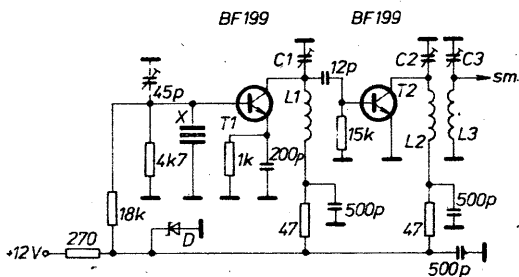 BF199 BF199
C1 C2 C3
45p 12p sm.
X T1 L1 T2
4k7 1k 200p 15k L2 L3
18k 47 500p 47 500p
+12V 270 D 500p